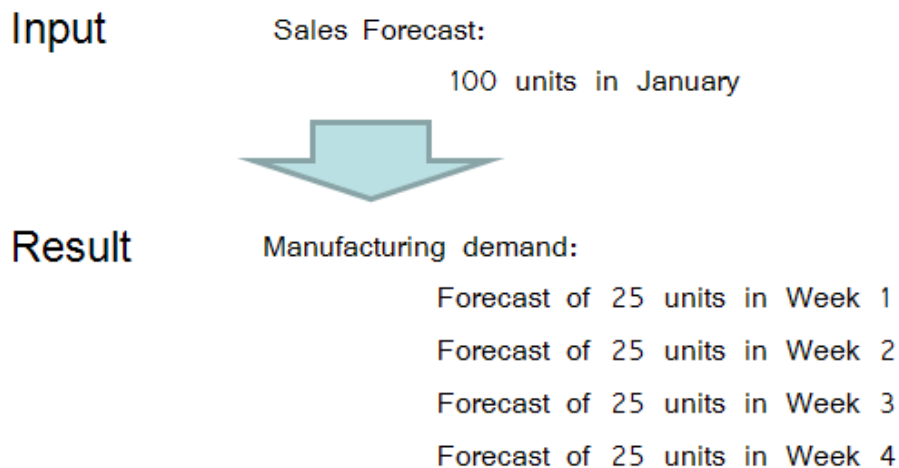 Input
Sales Forecast:
100 units in January
Result
Manufacturing demand:
Forecast of 25 units in Week 1
Forecast of 25 units in Week 2
Forecast of 25 units in Week 3
Forecast of 25 units in Week 4